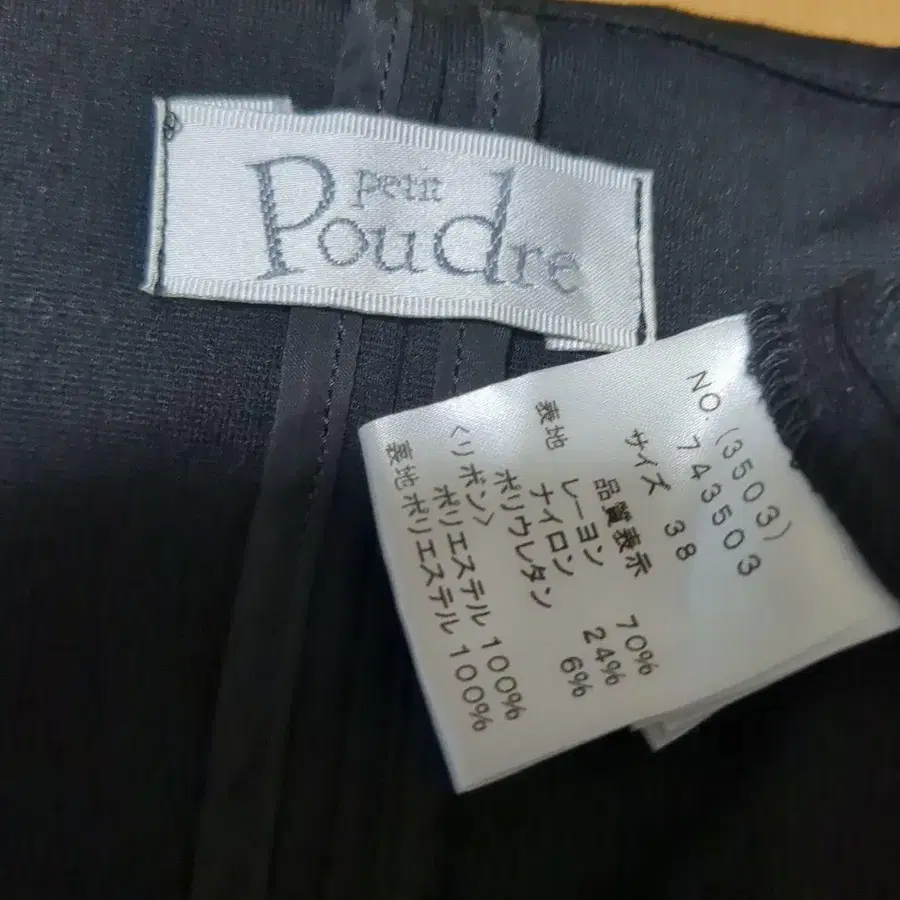 petit
Poudre
NO. (3503)
743503
サイズ 38
品質表示
表地 レーヨン 70%
ナイロン 24%
ポリウレタン 6%
〈リボン〉
ポリエステル 100%
裏地ポリエステル 100%